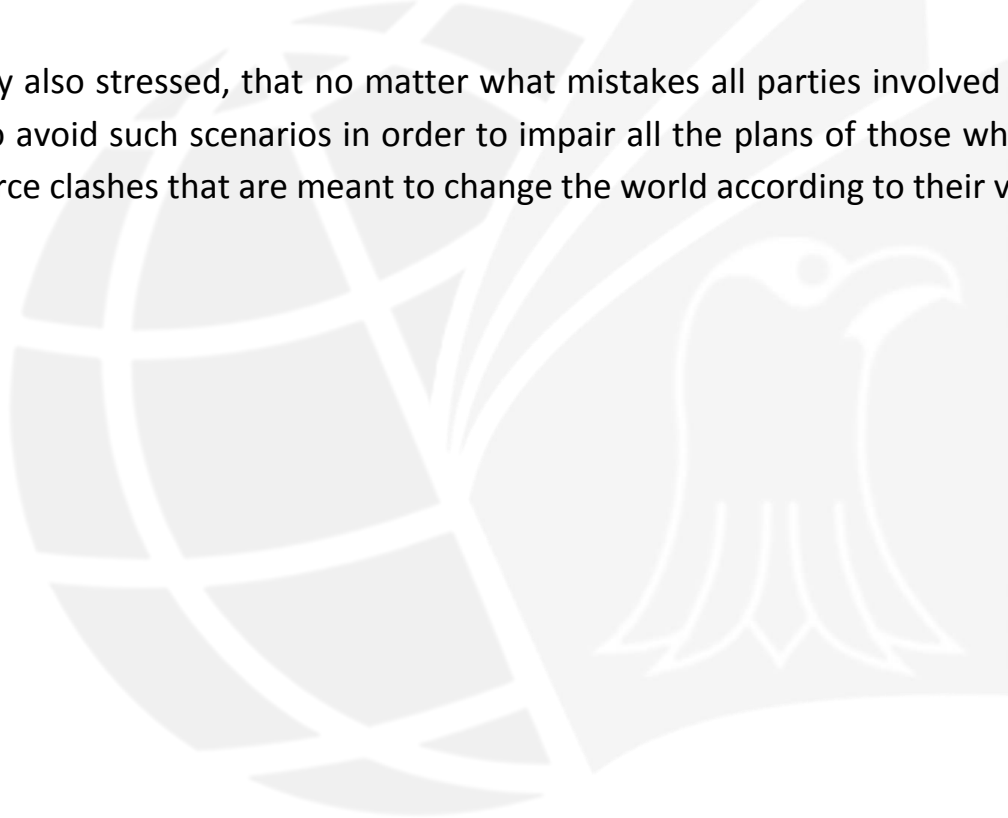 y also stressed, that no matter what mistakes all parties involved
o avoid such scenarios in order to impair all the plans of those wh
rce clashes that are meant to change the world according to their v